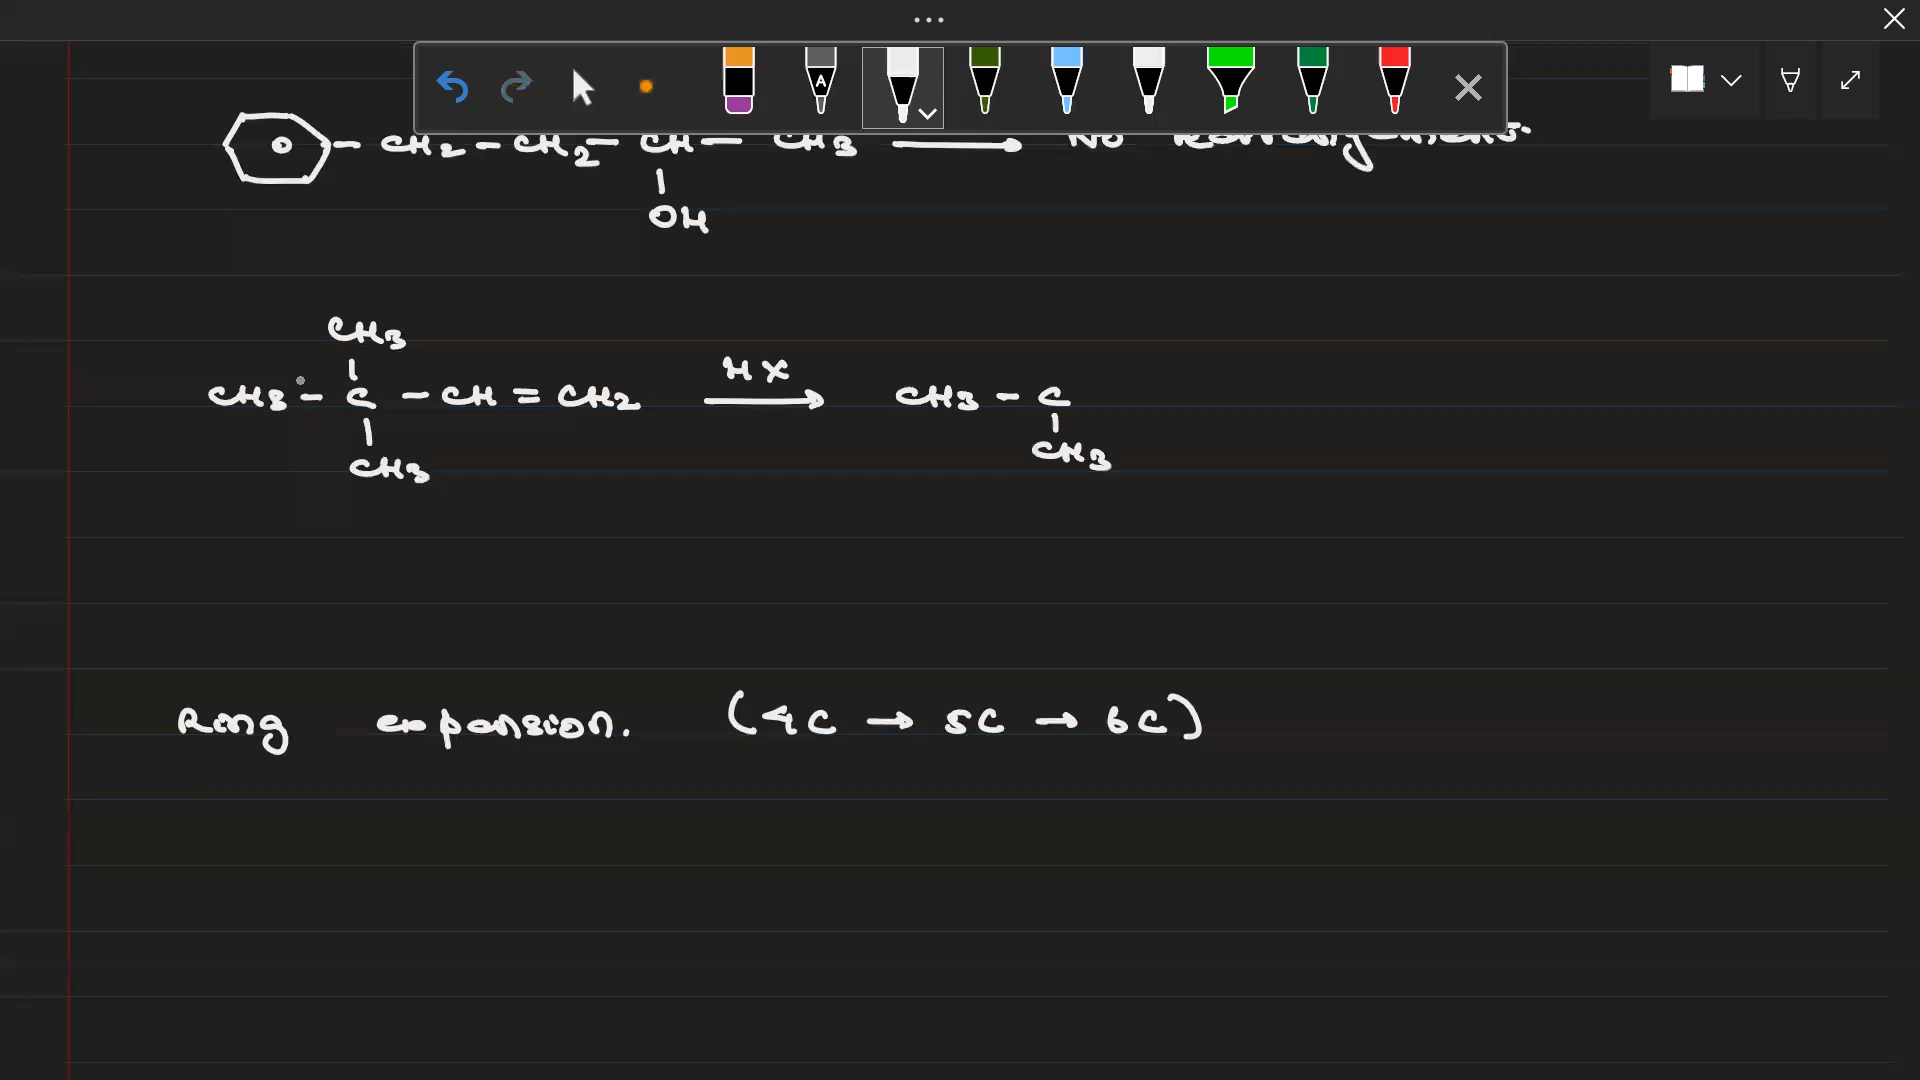 CH2 - CH2 - CH - CH3 → No
OH
CH3
CH3 - C - CH = CH2 HX → CH3 - C
CH3 CH3
Ring expansion. (4C → 5C → 6C)